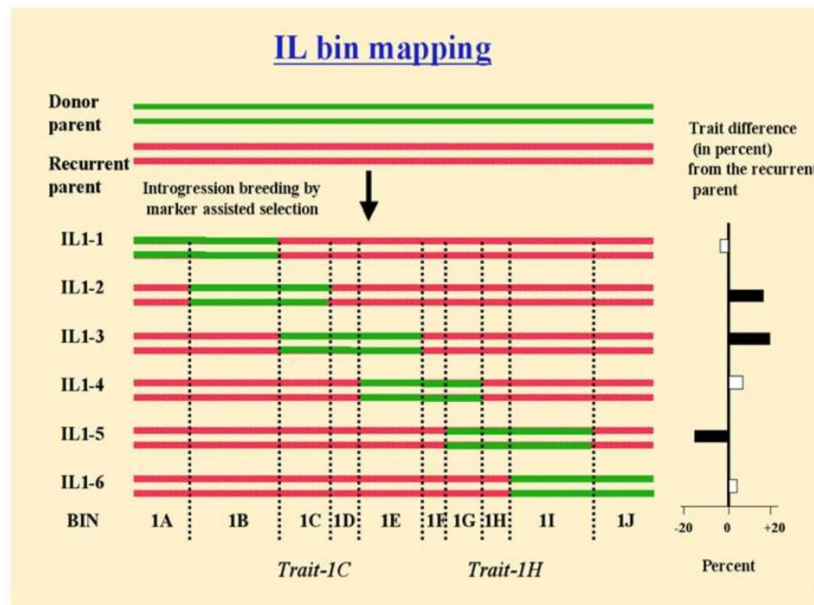 IL bin mapping
Donor
parent
Recurrent
parent
Introgression breeding by
marker assisted selection
Trait difference
(in percent)
from the recurrent
parent
IL1-1
IL1-2
IL1-3
IL1-4
IL1-5
IL1-6
BIN 1A 1B 1C 1D 1E 1F 1G 1H 1I 1J
-20 0 +20
Trait-1C Trait-1H
Percent